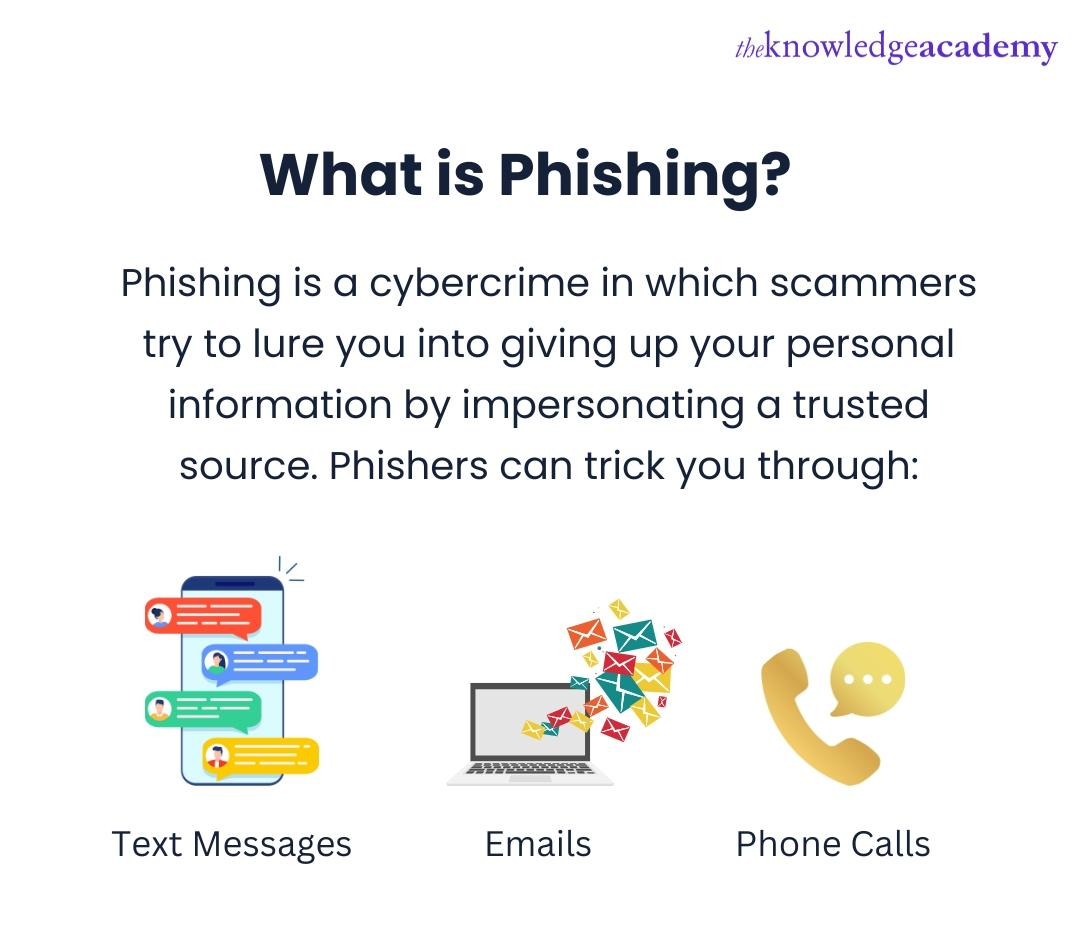 theknowledgeacademy
What is Phishing?
Phishing is a cybercrime in which scammers
try to lure you into giving up your personal
information by impersonating a trusted
source. Phishers can trick you through:
Text Messages
Emails
Phone Calls